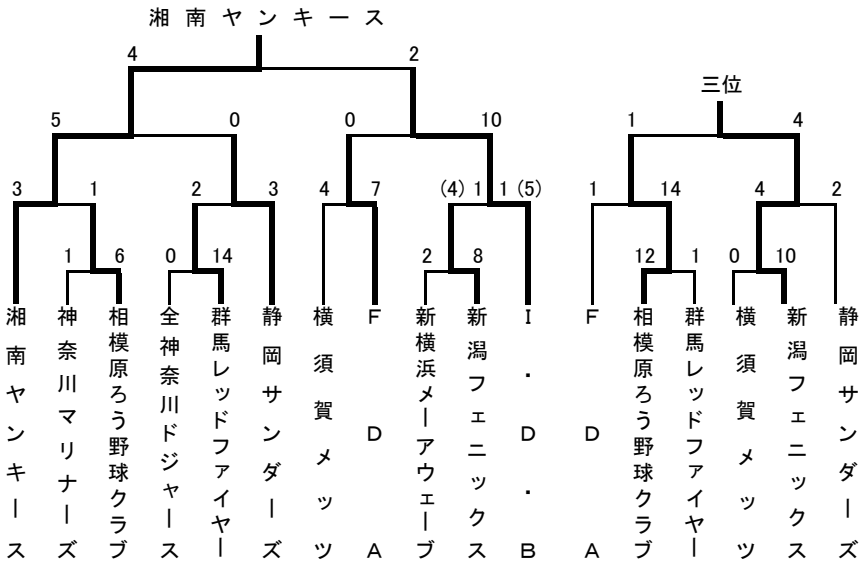 湘南ヤンキース
4 2
三位
5 0 0 10 1 4
3 1 2 3 4 7 (4) 1 1 (5) 1 14 4 2
1 6 0 14 2 8 12 1 0 10
湘南ヤンキース
神奈川マリナーズ
相模原ろう野球クラブ
全神奈川ドジャース
群馬レッドファイヤー
静岡サンダーズ
横須賀メッツ
FDA
新横浜メーアウェーブ
新潟フェニックス
I・D・B
FDA
相模原ろう野球クラブ
群馬レッドファイヤー
横須賀メッツ
新潟フェニックス
静岡サンダーズ